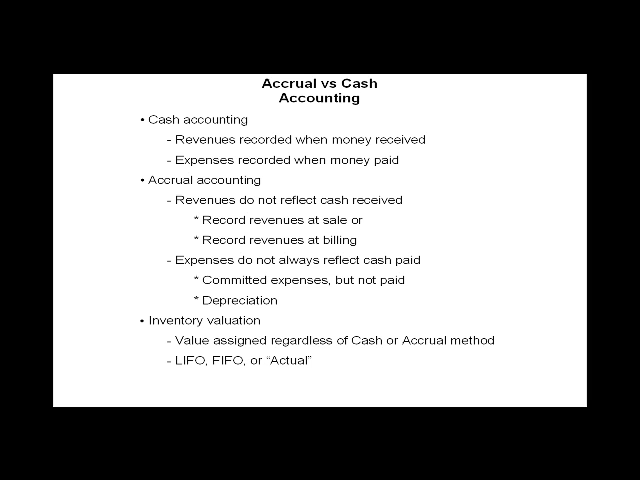 Accrual vs Cash
Accounting
• Cash accounting
- Revenues recorded when money received
- Expenses recorded when money paid
• Accrual accounting
- Revenues do not reflect cash received
* Record revenues at sale or
* Record revenues at billing
- Expenses do not always reflect cash paid
* Committed expenses, but not paid
* Depreciation
• Inventory valuation
- Value assigned regardless of Cash or Accrual method
- LIFO, FIFO, or “Actual”